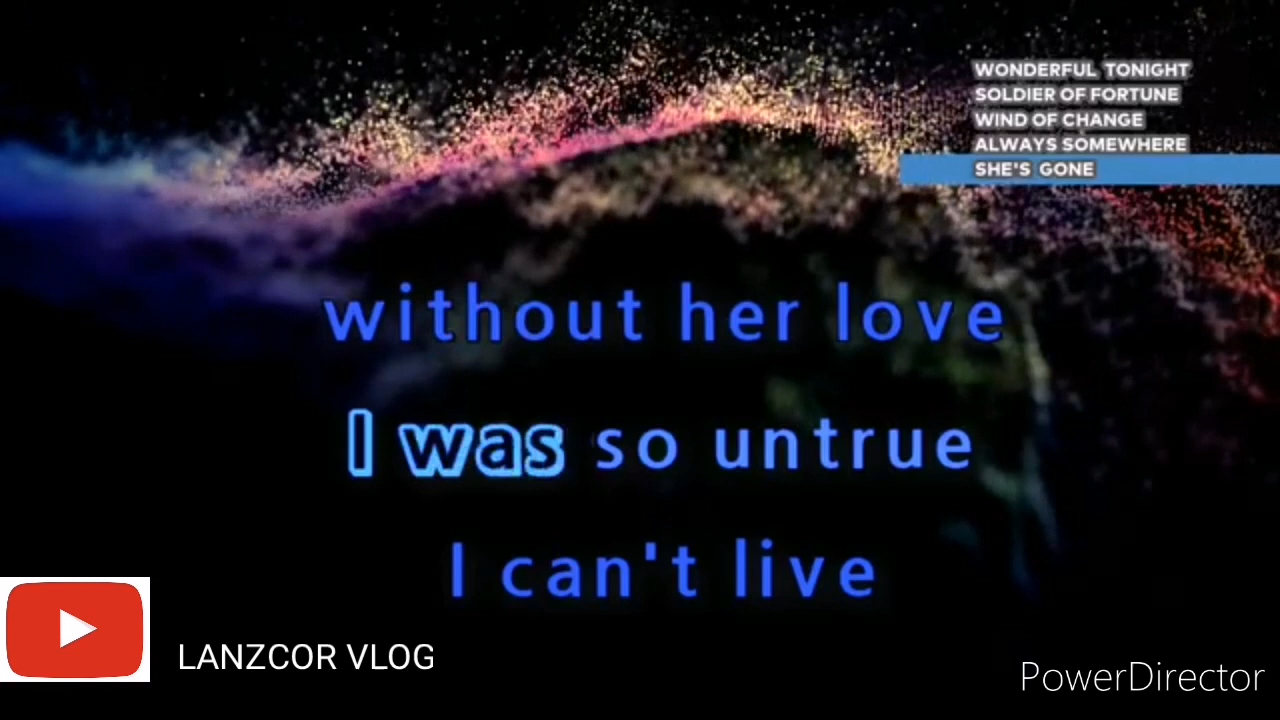 WONDERFUL TONIGHT
SOLDIER OF FORTUNE
WIND OF CHANGE
ALWAYS SOMEWHERE
SHE'S GONE
without her love
I was so untrue
I can't live
LANZCOR VLOG
PowerDirector